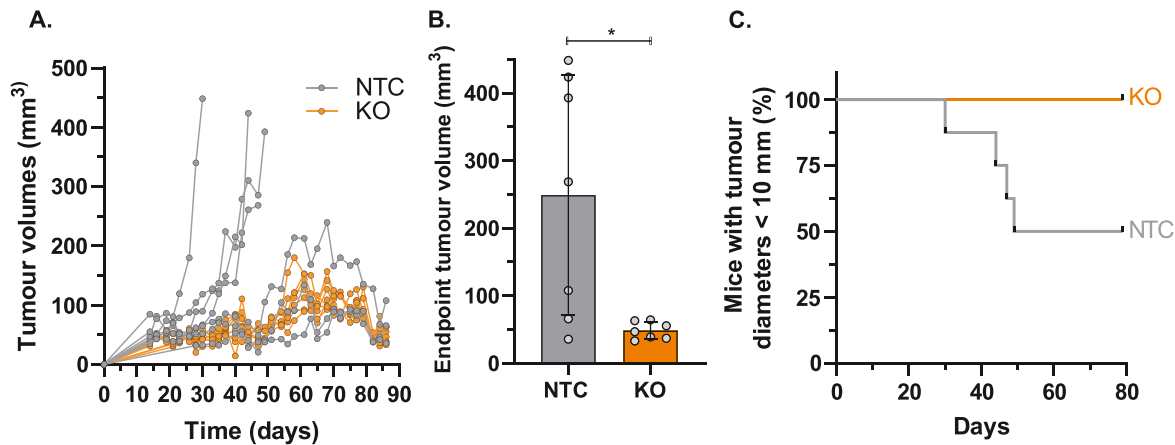 A.
Tumour volumes (mm³)
500
400
300
200
100
0
0 10 20 30 40 50 60 70 80 90
Time (days)
NTC
KO
B.
Endpoint tumour volume (mm³)
*
400
300
200
100
0
NTC KO
C.
Mice with tumour
diameters < 10 mm (%)
100
75
50
25
0
0 20 40 60 80
Days
KO
NTC